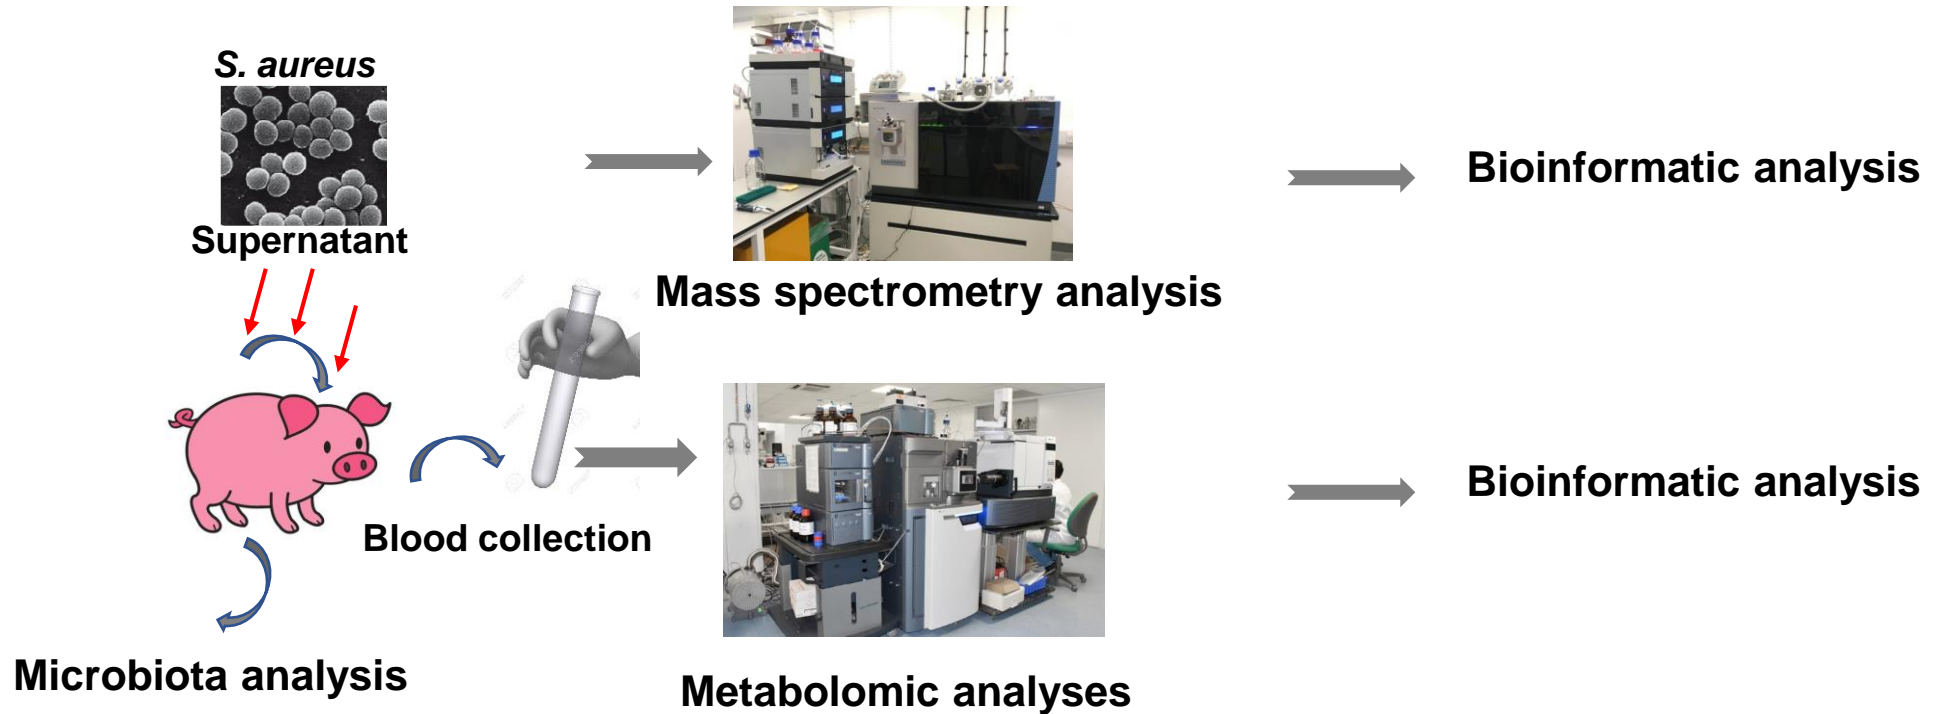 S. aureus
Supernatant
Mass spectrometry analysis
Bioinformatic analysis
Blood collection
Bioinformatic analysis
Microbiota analysis
Metabolomic analyses